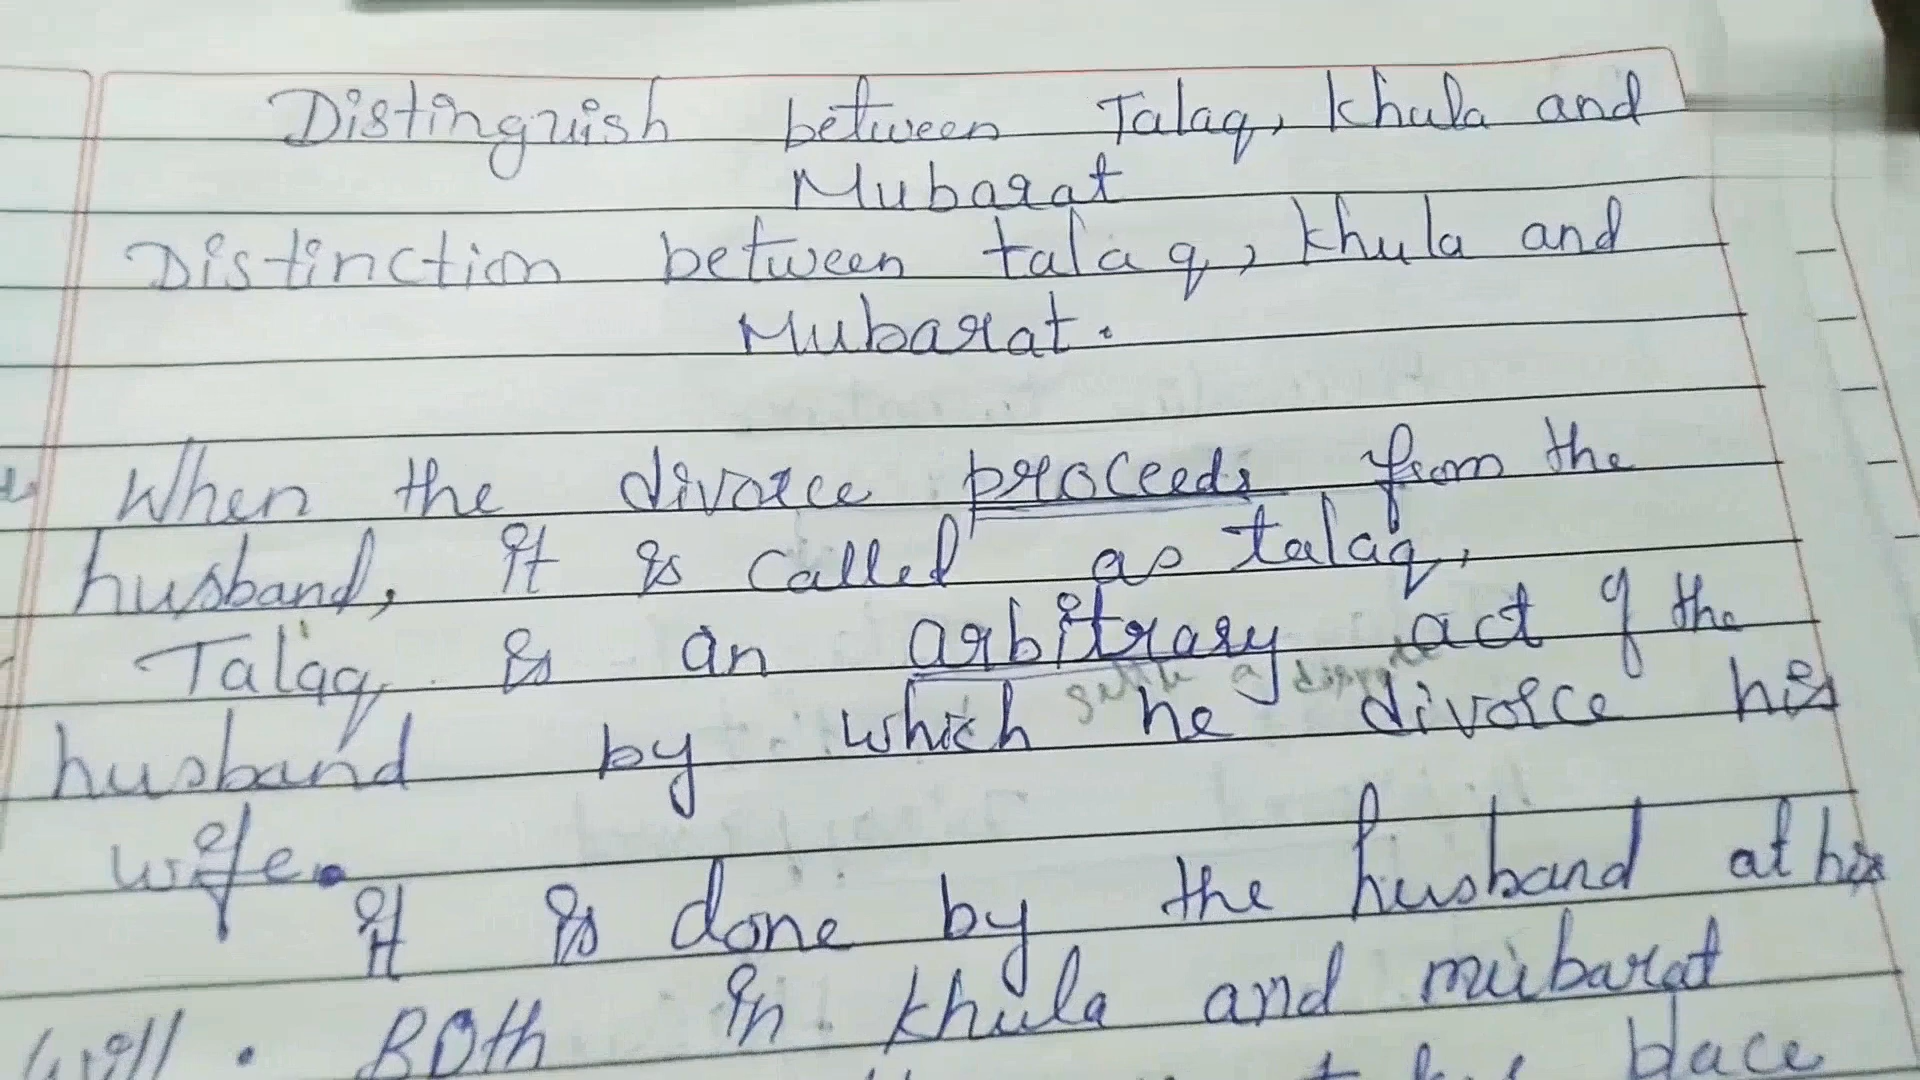 Distinguish between Talaq, Khula and
Mubarat
Distinction between talaq, khula and
Mubarat.
When the divorce proceeds from the
husband, it is called as talaq,
Talaq is an arbitrary act of the
husband by which he divorce his
wife.
It is done by the husband at his
will. Both in khula and mubarat
place